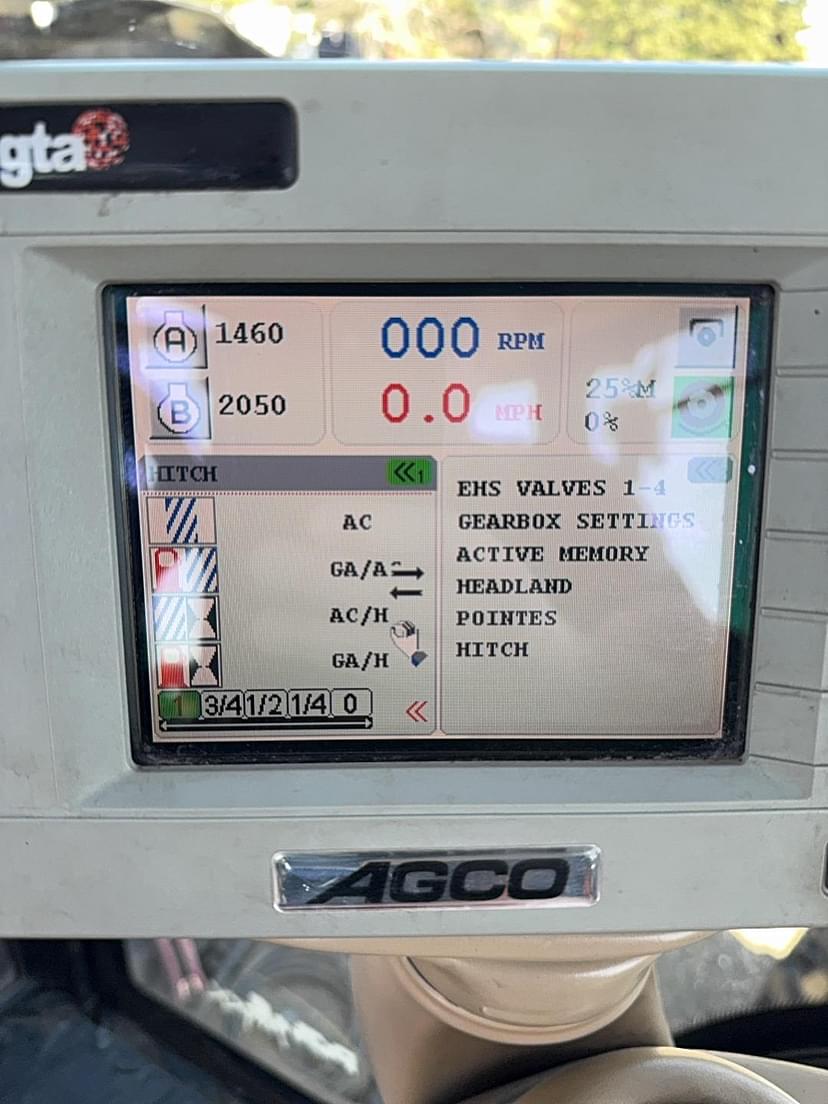 gta
A 1460
B 2050
000 RPM
0.0 MPH
25%M
0%
HITCH 1
AC
GA/A
AC/H
GA/H
1 3/4 1/2 1/4 0
EHS VALVES 1-4
GEARBOX SETTINGS
ACTIVE MEMORY
HEADLAND
POINTES
HITCH
AGCO